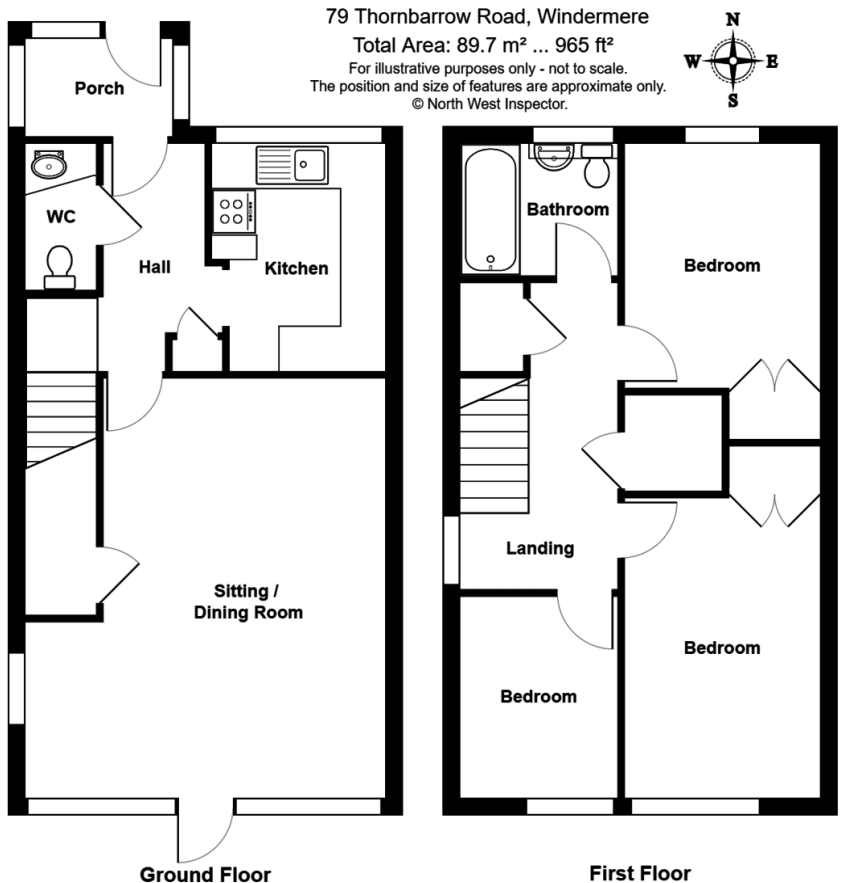 79 Thornbarrow Road, Windermere
Total Area: 89.7 m² ... 965 ft²
For illustrative purposes only - not to scale.
The position and size of features are approximate only.
© North West Inspector.
N
W
E
S
Porch
WC
Hall
Kitchen
Sitting /
Dining Room
Ground Floor
Bathroom
Bedroom
Landing
Bedroom
Bedroom
First Floor